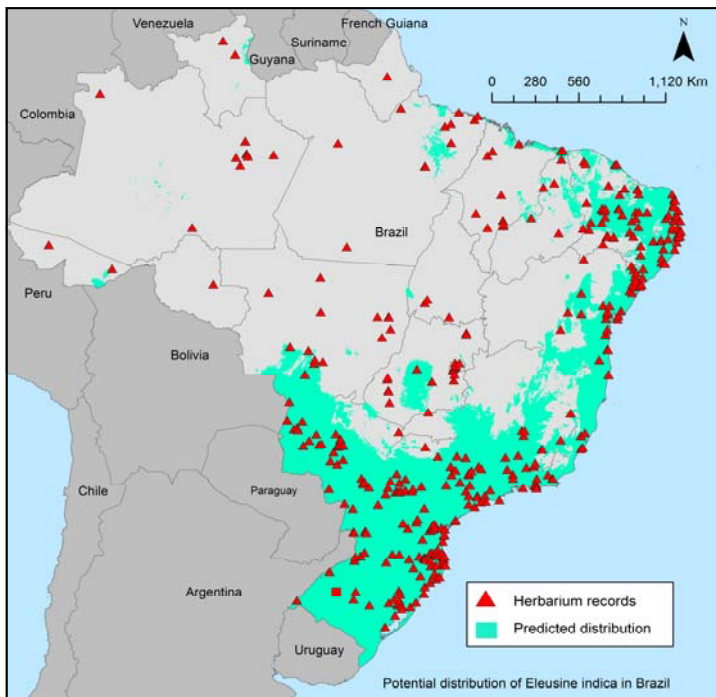 Venezuela
French Guiana
Suriname
Guyana
N
Colombia
0 280 560 1,120 Km
Brazil
Peru
Bolivia
Chile
Paraguay
Argentina
Herbarium records
Predicted distribution
Uruguay
Potential distribution of Eleusine indica in Brazil